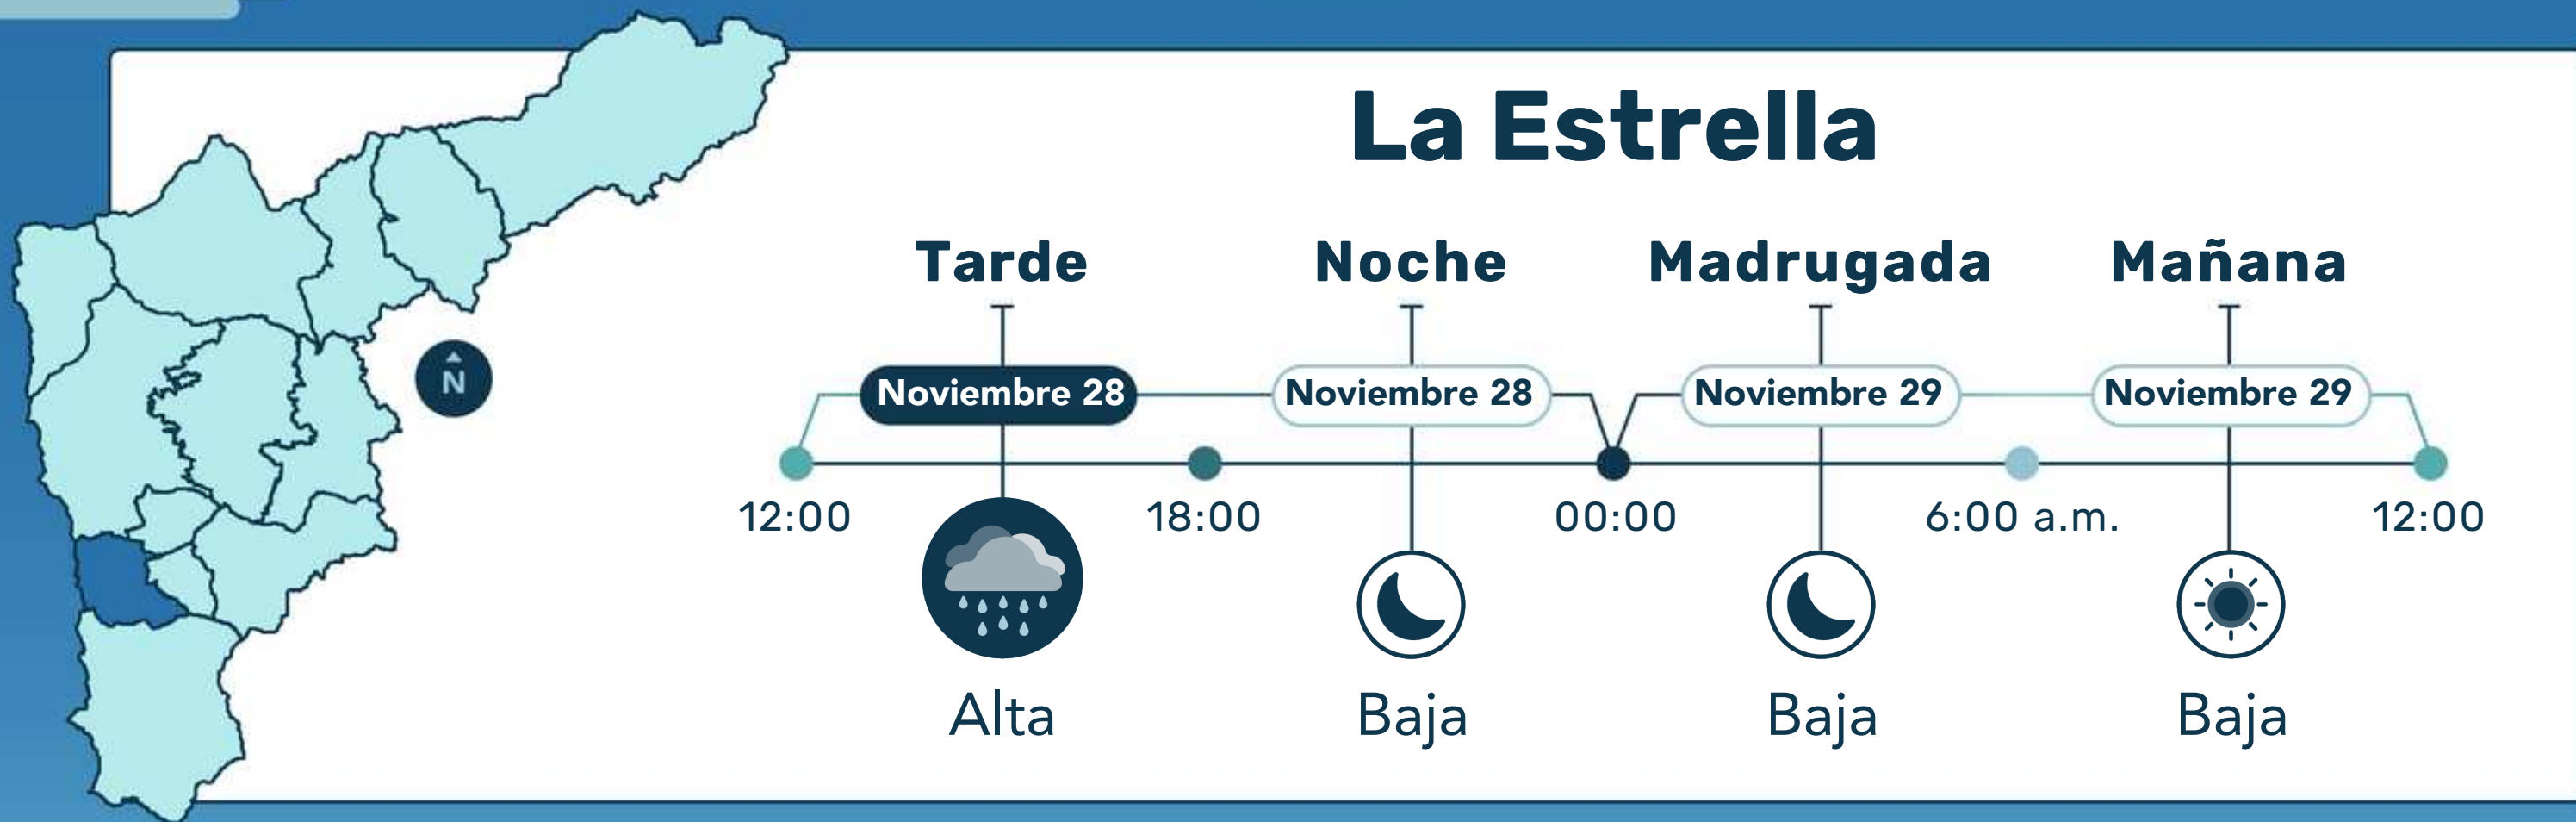 La Estrella
Tarde Noche Madrugada Mañana
N
Noviembre 28 Noviembre 28 Noviembre 29 Noviembre 29
12:00 18:00 00:00 6:00 a.m. 12:00
Alta Baja Baja Baja